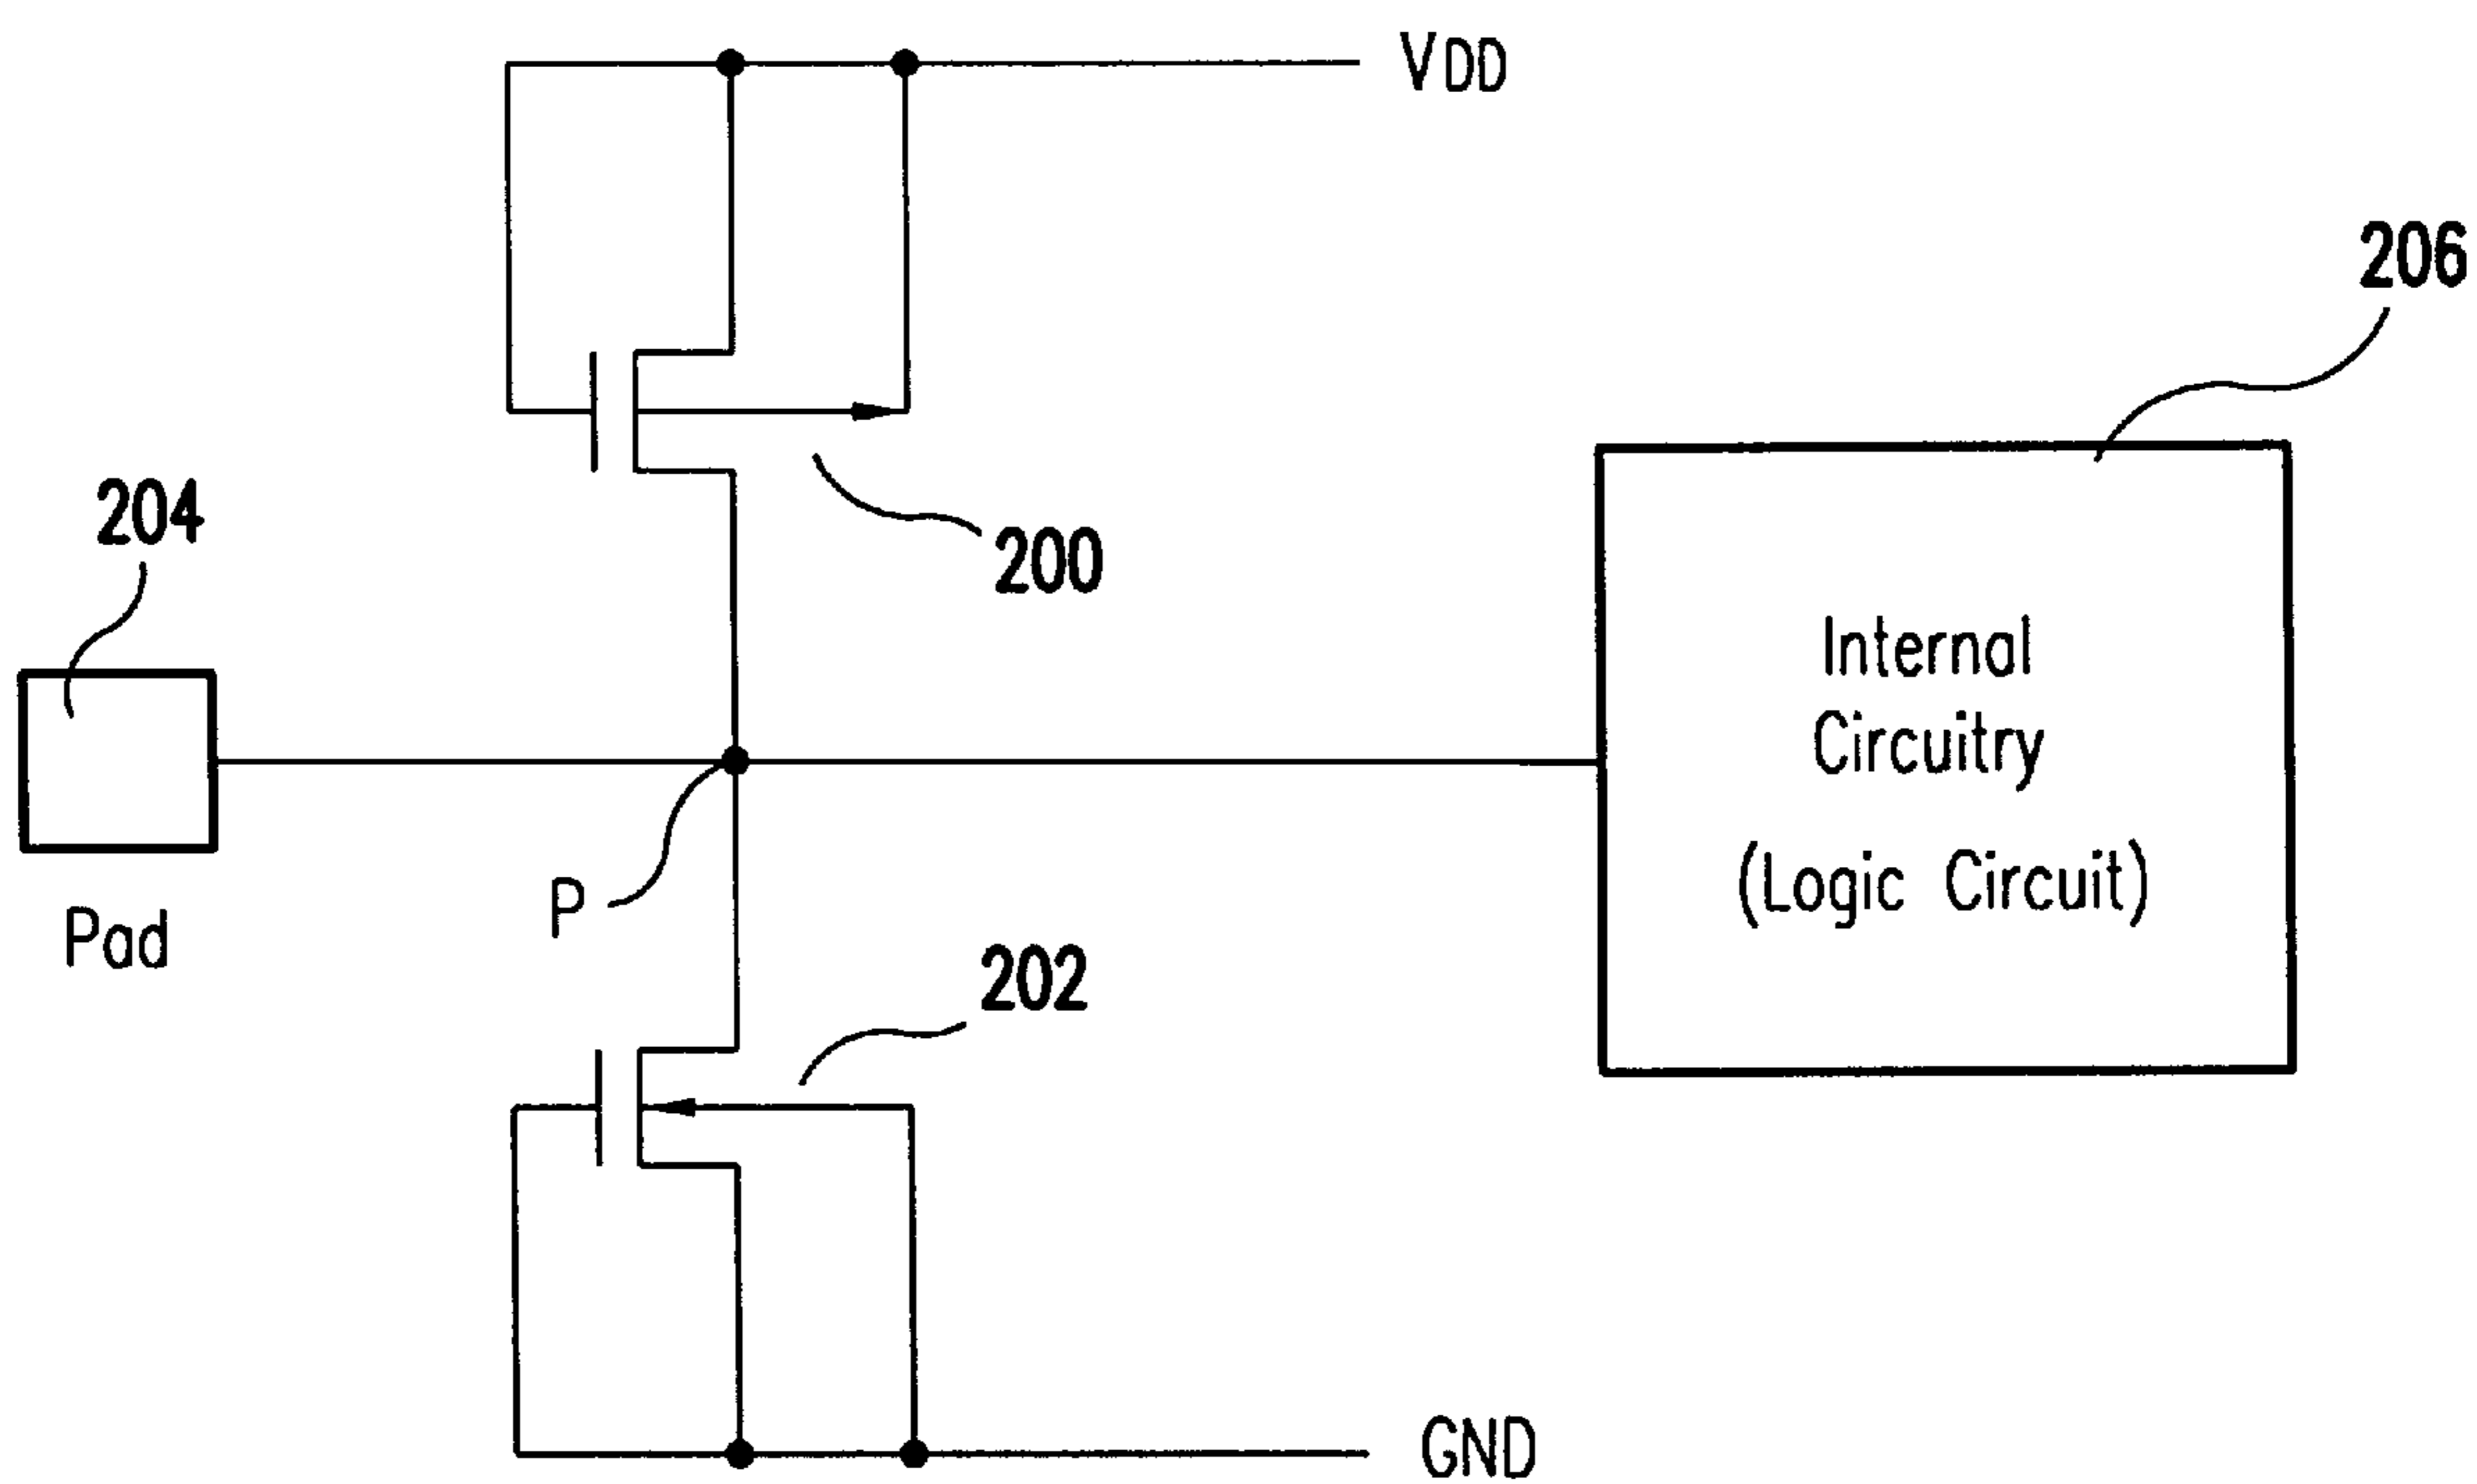 VDD
206
204
200
Internal
Circuitry
(Logic Circuit)
P
Pad
202
GND